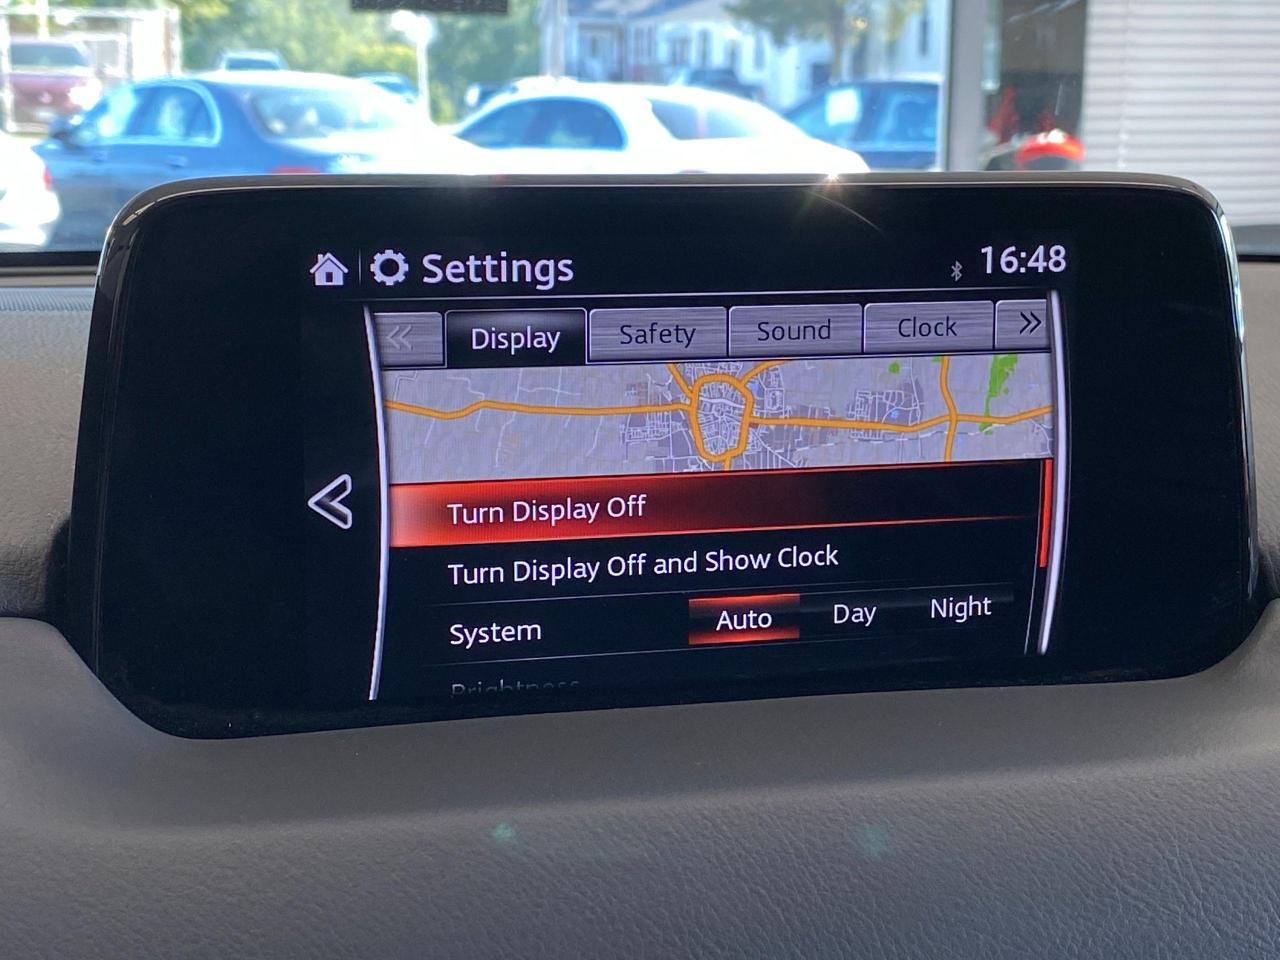 Settings
16:48
Display
Safety
Sound
Clock
Turn Display Off
Turn Display Off and Show Clock
System
Auto
Day
Night
Brightness